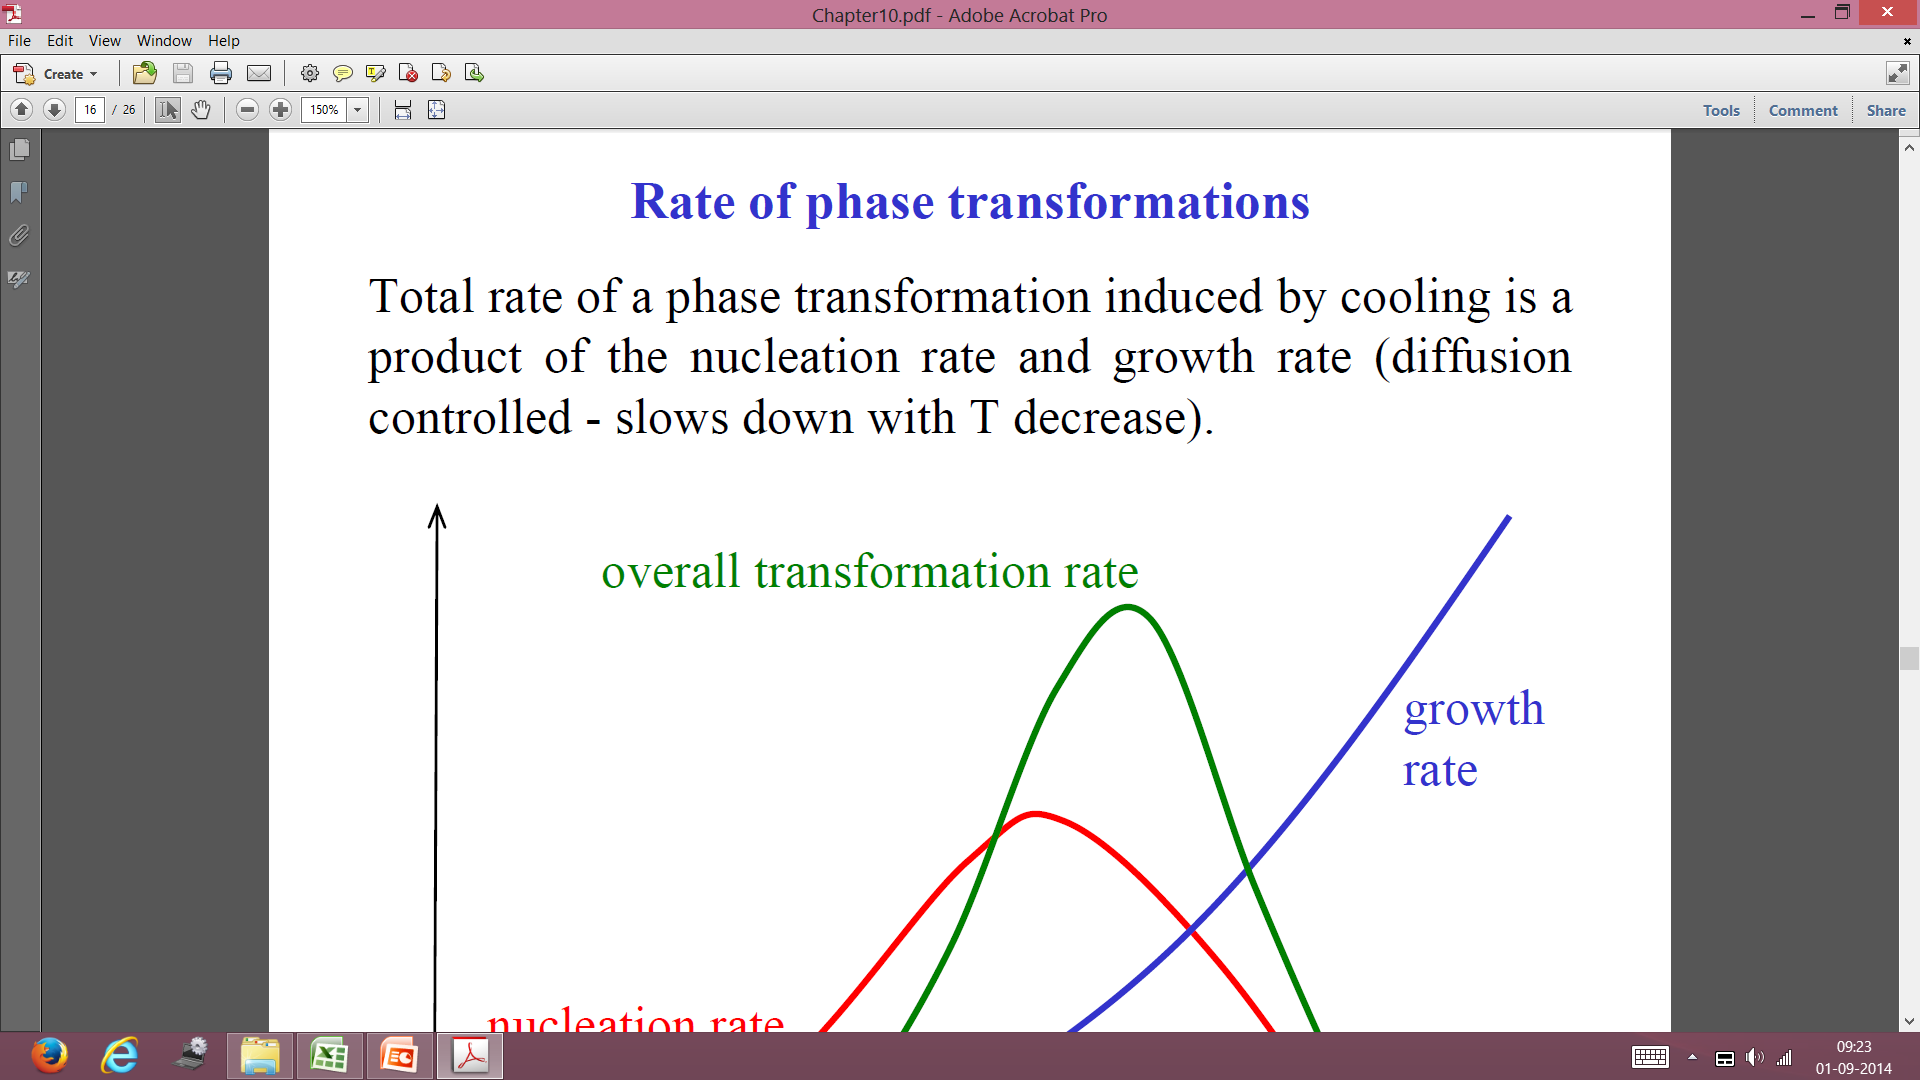 Chapter10.pdf - Adobe Acrobat Pro
File Edit View Window Help
Create
16 / 26 150% Tools Comment Share
Rate of phase transformations
Total rate of a phase transformation induced by cooling is a
product of the nucleation rate and growth rate (diffusion
controlled - slows down with T decrease).
overall transformation rate
growth
rate
nucleation rate
09:23
01-09-2014